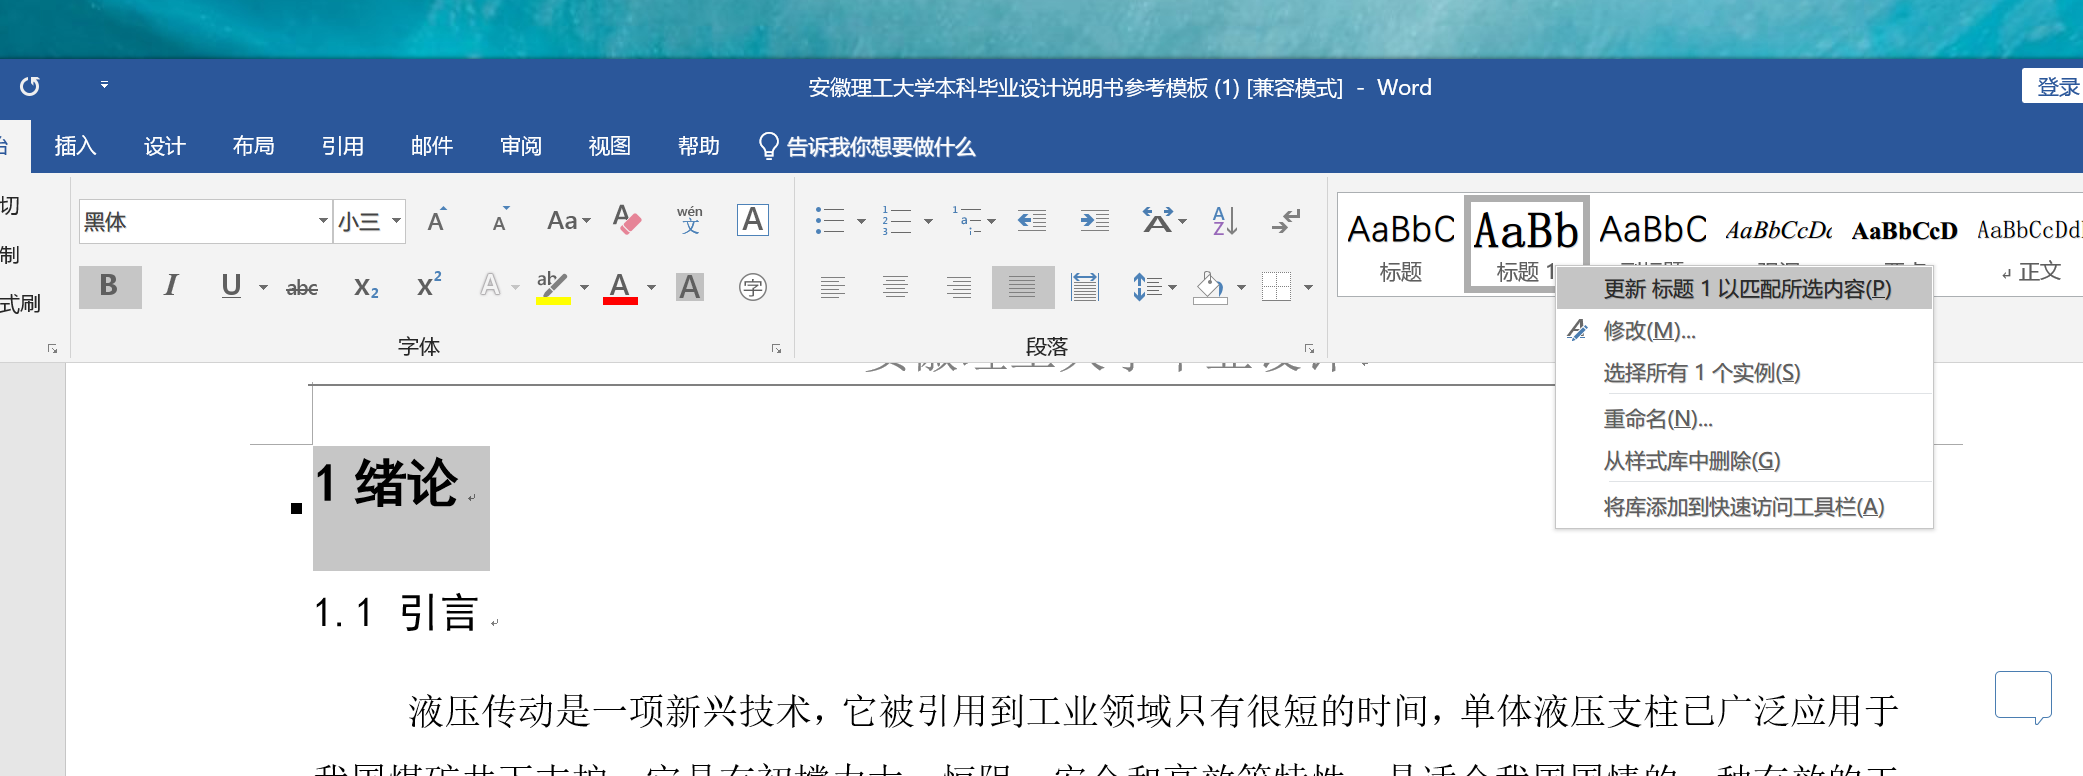 安徽理工大学本科毕业设计说明书参考模板 (1) [兼容模式] - Word
登录
插入 设计 布局 引用 邮件 审阅 视图 帮助 告诉我你想要做什么
切
制
式刷
黑体 小三 A A Aa A wén 文 A
B I U abc X₂ X² A ab A A 字
字体
段落
AaBbC AaBb AaBbC AaBbCcDd AaBbCcD AaBbCcDd
标题 标题 1 正文
更新 标题 1 以匹配所选内容(P)
修改(M)...
选择所有 1 个实例(S)
重命名(N)...
从样式库中删除(G)
将库添加到快速访问工具栏(A)
1 绪论
1.1 引言
液压传动是一项新兴技术，它被引用到工业领域只有很短的时间，单体液压支柱已广泛应用于